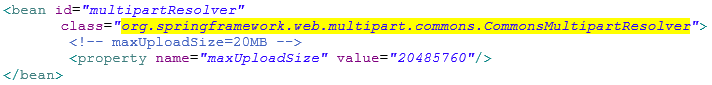 <bean id="multipartResolver"
class="org.springframework.web.multipart.commons.CommonsMultipartResolver">
<!-- maxUploadSize=20MB -->
<property name="maxUploadSize" value="20485760"/>
</bean>